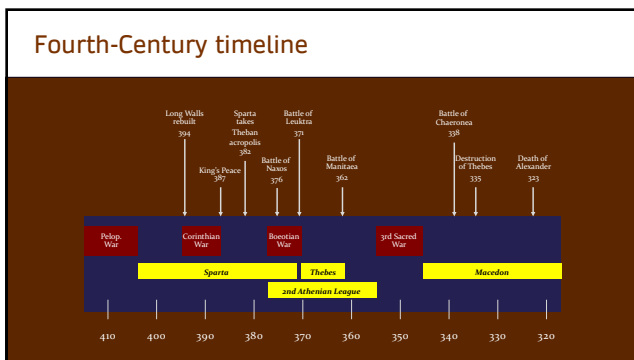 Fourth-Century timeline
Long Walls
rebuilt
394
King's Peace
387
Sparta
takes
Theban
acropolis
382
Battle of
Naxos
376
Battle of
Leuktra
371
Battle of
Manitaea
362
Battle of
Chaeronea
338
Destruction
of Thebes
335
Death of
Alexander
323
Pelop.
War
Corinthian
War
Boeotian
War
3rd Sacred
War
Sparta
Thebes
Macedon
2nd Athenian League
410 400 390 380 370 360 350 340 330 320